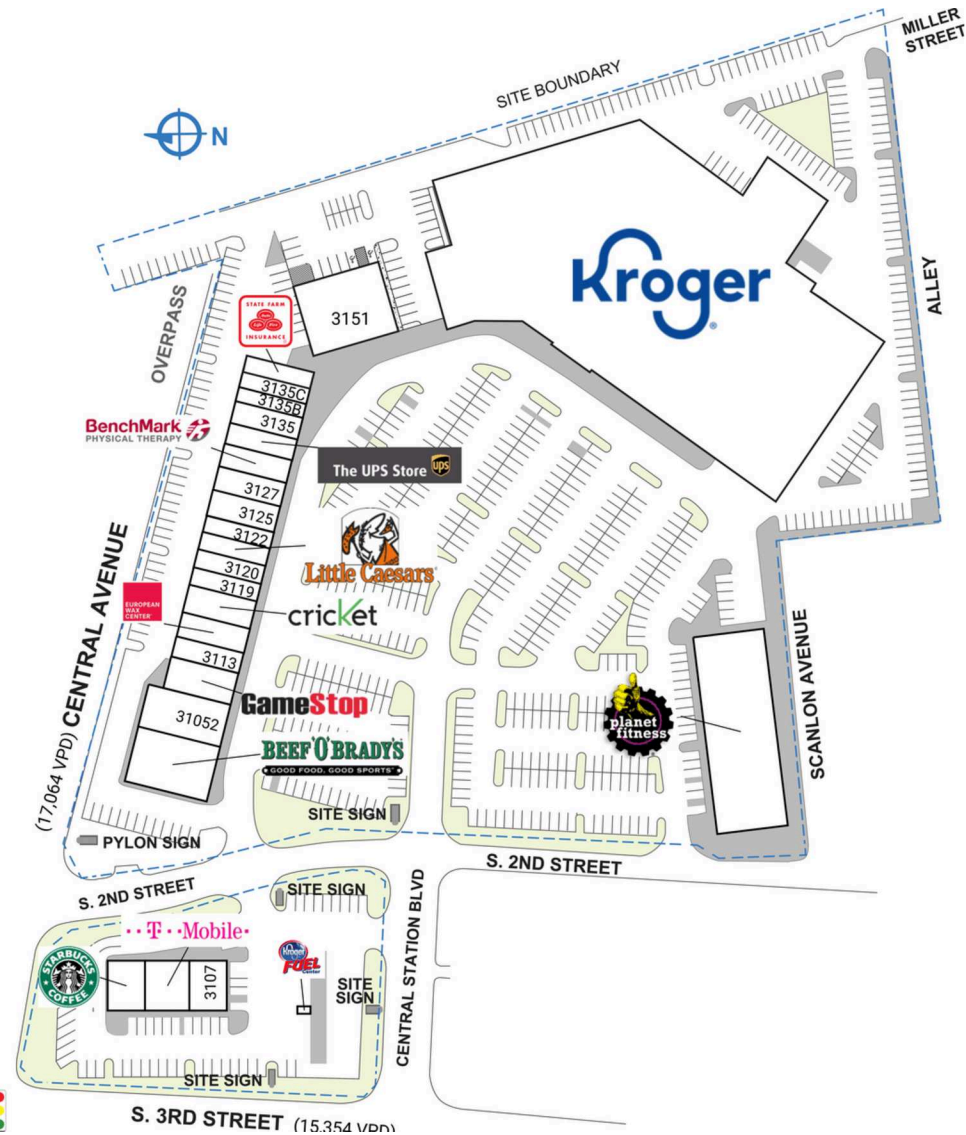 MILLER
STREET
SITE BOUNDARY
N
Kroger
ALLEY
OVERPASS
STATE FARM
INSURANCE
3151
3135C
3135B
BenchMark
PHYSICAL THERAPY
3135
The UPS Store
ups
3127
3125
3122
Little Caesars
3120
3119
EUROPEAN
WAX
CENTER
cricket
3113
GameStop
31052
BEEF 'O' BRADY'S
GOOD FOOD. GOOD SPORTS
planet
fitness
SCANLON AVENUE
(17,064 VPD) CENTRAL AVENUE
SITE SIGN
PYLON SIGN
S. 2ND STREET
S. 2ND STREET
SITE SIGN
CENTRAL STATION BLVD
T Mobile
STARBUCKS
COFFEE
3107
Kroger
FUEL
Center
SITE
SIGN
SITE SIGN
S. 3RD STREET (15,354 VPD)